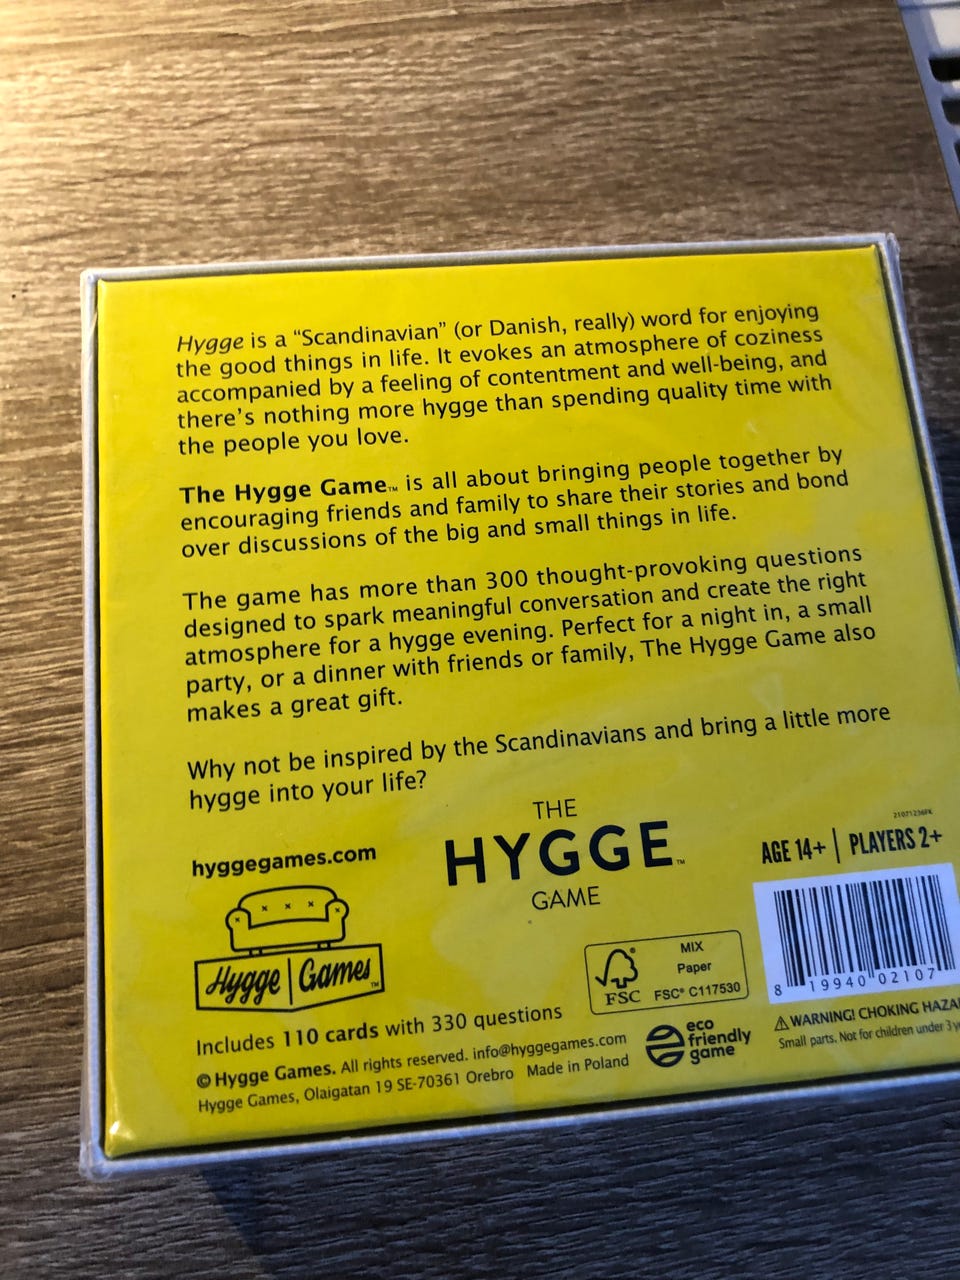 Hygge is a “Scandinavian” (or Danish, really) word for enjoying
the good things in life. It evokes an atmosphere of coziness
accompanied by a feeling of contentment and well-being, and
there's nothing more hygge than spending quality time with
the people you love.
The Hygge Game™ is all about bringing people together by
encouraging friends and family to share their stories and bond
over discussions of the big and small things in life.
The game has more than 300 thought-provoking questions
designed to spark meaningful conversation and create the right
atmosphere for a hygge evening. Perfect for a night in, a small
party, or a dinner with friends or family, The Hygge Game also
makes a great gift.
Why not be inspired by the Scandinavians and bring a little more
hygge into your life?
hyggegames.com
THE
HYGGE™
GAME
AGE 14+ | PLAYERS 2+
Hygge | Games™
FSC
MIX
Paper
FSC® C117530
8 19940 02107
Includes 110 cards with 330 questions
© Hygge Games. All rights reserved. info@hyggegames.com
Hygge Games, Olaigatan 19 SE-70361 Orebro Made in Poland
eco
friendly
game
⚠ WARNING! CHOKING
Small parts. Not for children under 3